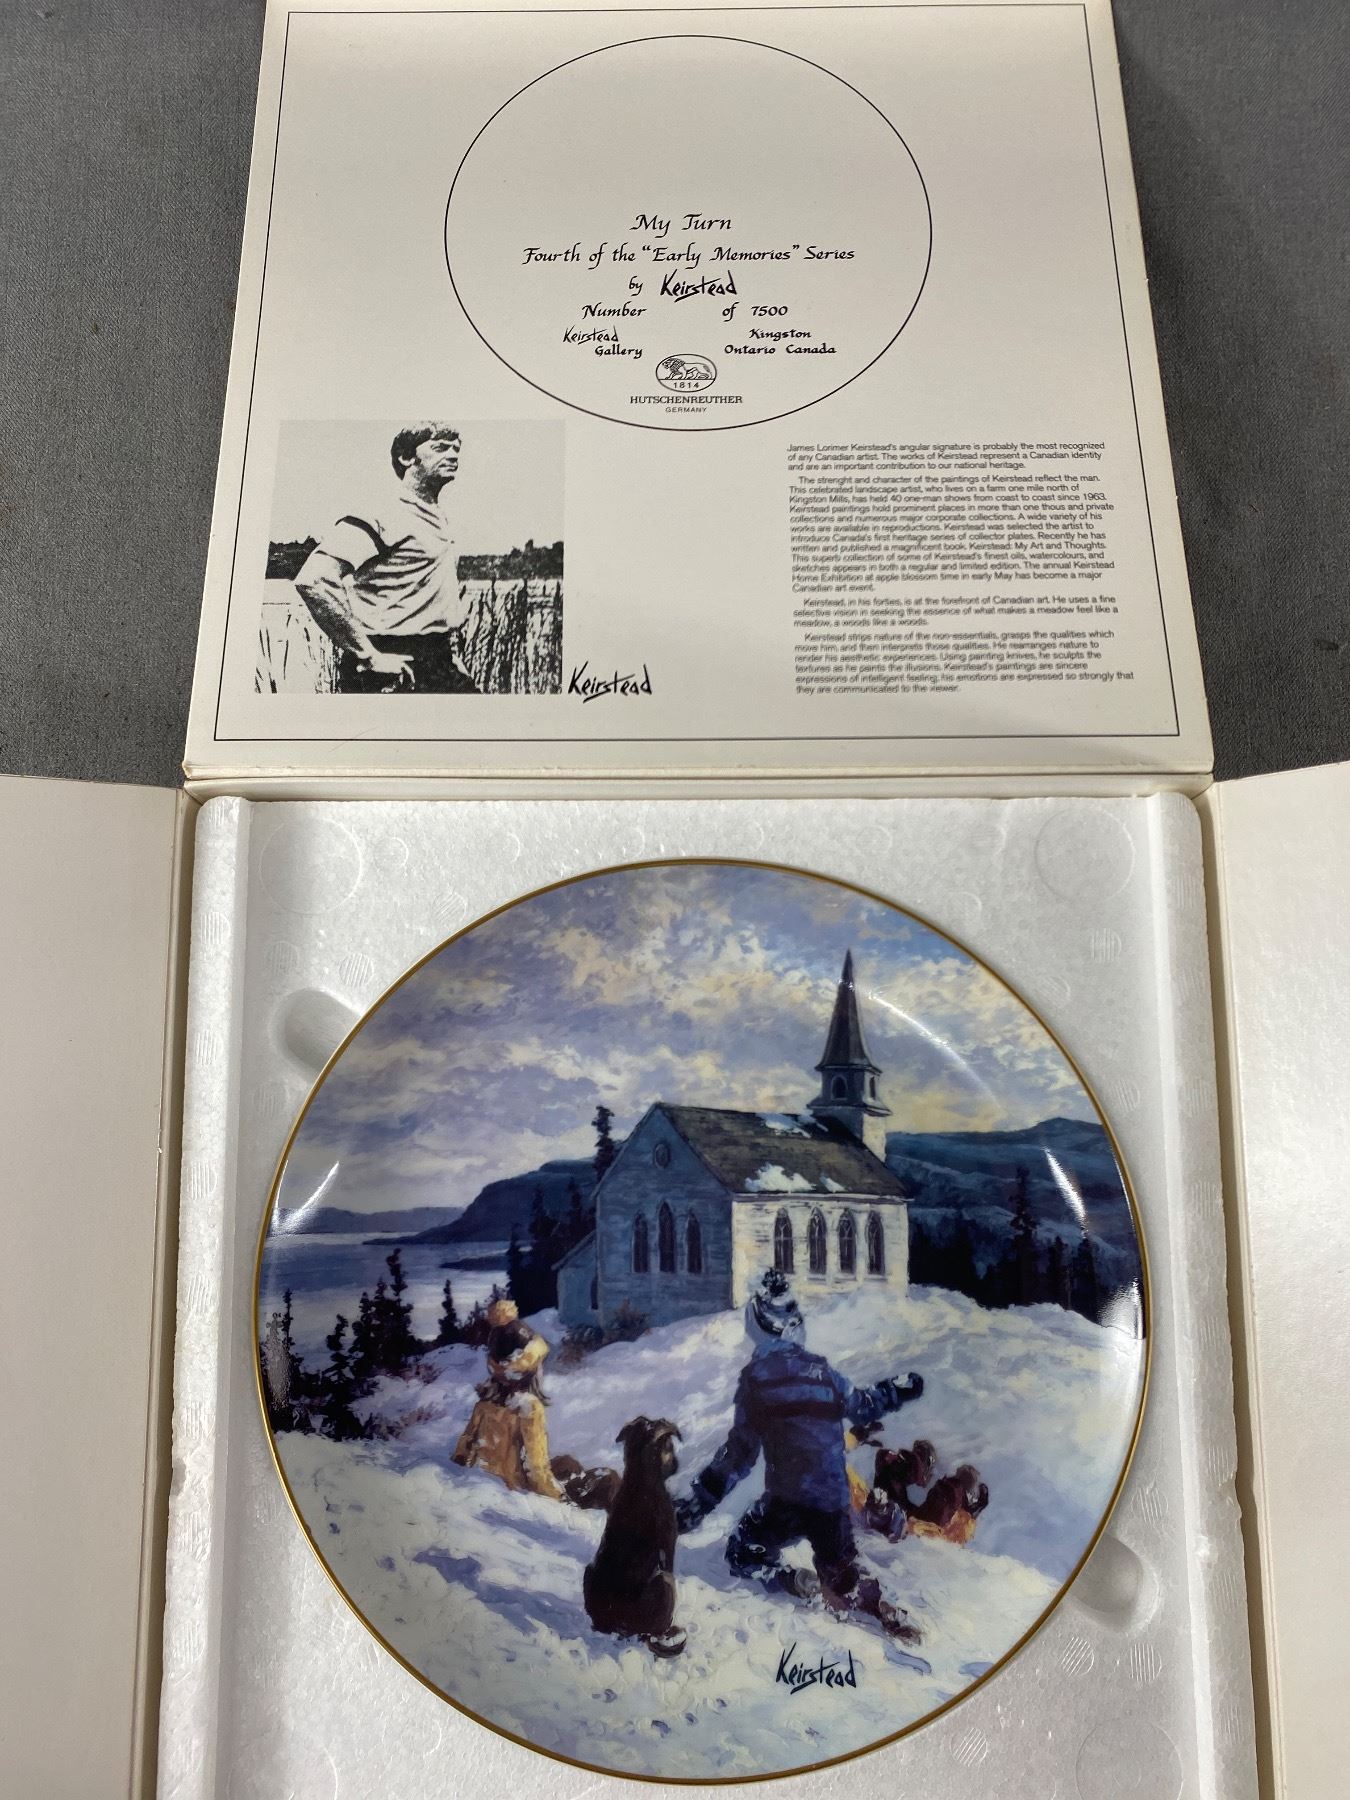 My Turn
Fourth of the "Early Memories" Series
by Keirstead
Number of 7500
Keirstead Kingston
Gallery Ontario Canada
1814
HUTSCHENREUTHER
GERMANY
James Lorimer Keirstead's angular signature is probably the most recognized
of any Canadian artist. The works of Keirstead represent a Canadian identity
and are an important contribution to our national heritage.
The strenght and character of the paintings of Keirstead reflect the man.
This celebrated landscape artist, who lives on a farm one mile north of
Kingston Mills, has held 40 one-man shows from coast to coast since 1963.
Keirstead paintings hold prominent places in more than one thous and private
collections and numerous major corporate collections. A wide variety of his
works are available in reproductions. Keirstead was selected the artist to
introduce Canada's first heritage series of collector plates. Recently he has
written and published a magnificent book, Keirstead: My Art and Thoughts.
This superb collection of some of Keirstead's finest oils, watercolours, and
sketches appears in both a regular and limited edition. The annual Keirstead
Home Exhibition at apple blossom time in early May has become a major
Canadian art event.
Keirstead, in his forties, is at the forefront of Canadian art. He uses a fine
selective vision in seeking the essence of what makes a meadow feel like a
meadow, a woods like a woods.
Keirstead strips nature of the non-essentials, grasps the qualities which
move him, and then interprets those qualities. He rearranges nature to
render his aesthetic experiences. Using painting knives, he sculpts the
textures as he paints the illusions. Keirstead's paintings are sincere
expressions of intelligent feeling; his emotions are expressed so strongly that
they are communicated to the viewer.
Keirstead
Keirstead